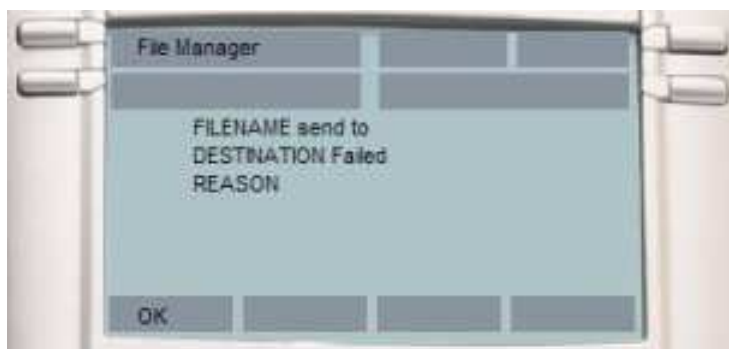 File Manager
FILENAME send to
DESTINATION Failed
REASON
OK